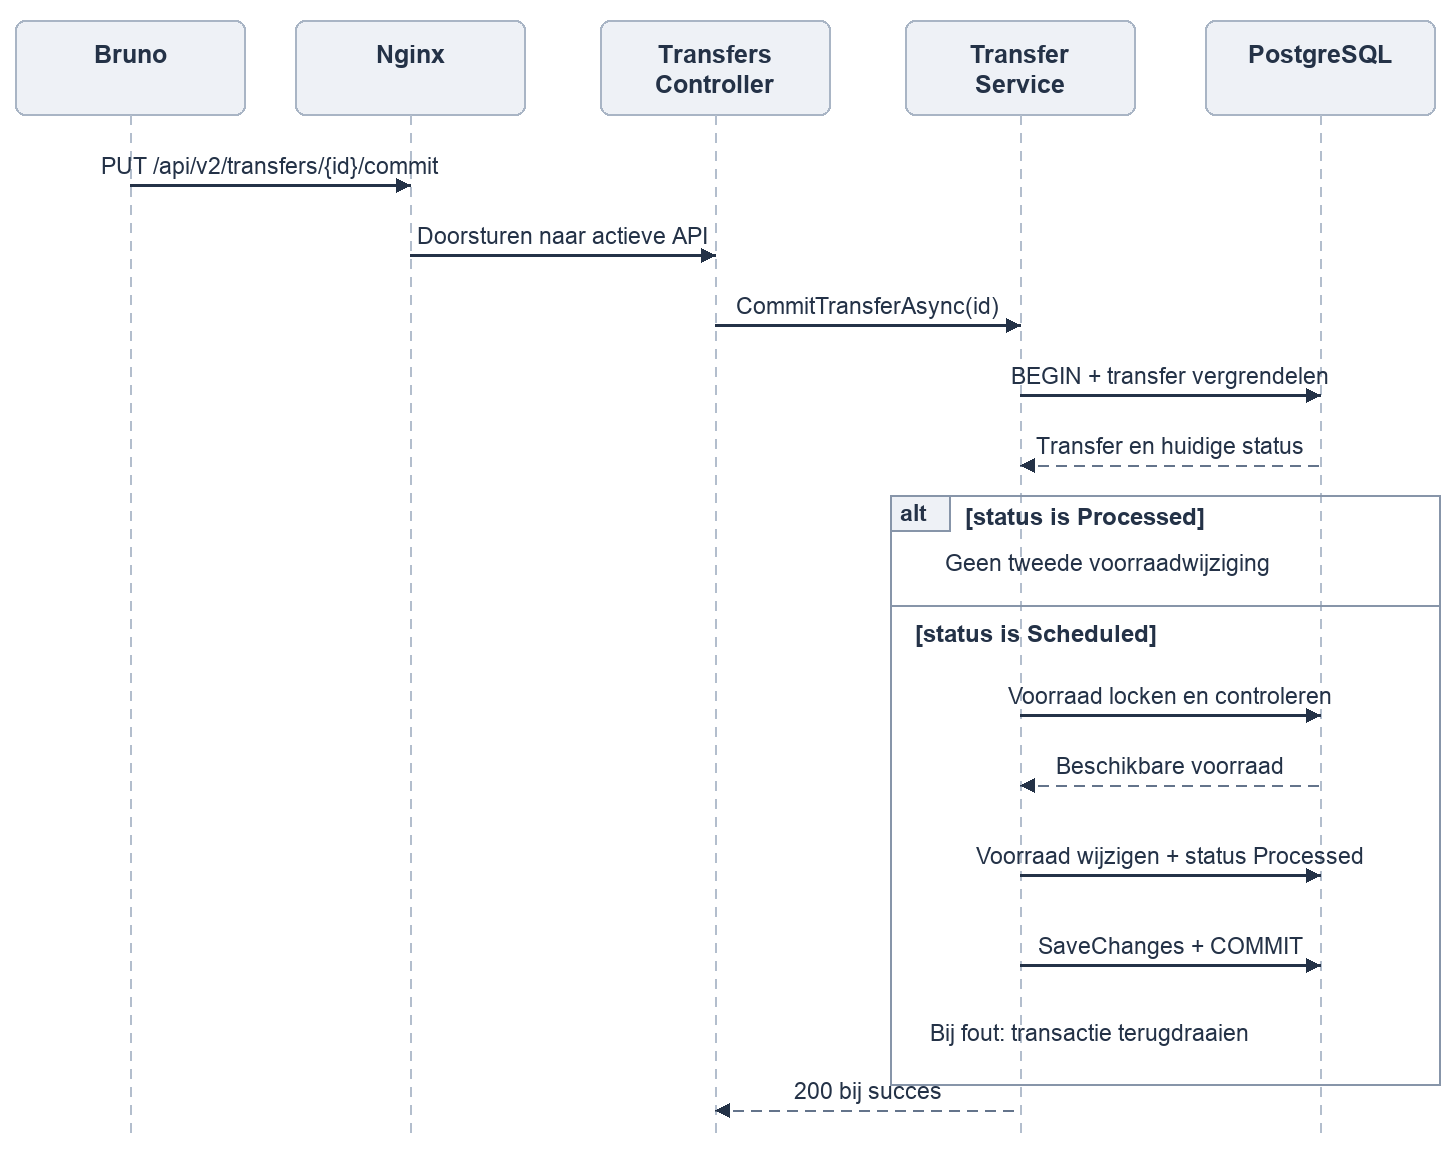 Bruno
Nginx
Transfers
Controller
Transfer
Service
PostgreSQL
PUT /api/v2/transfers/{id}/commit
Doorsturen naar actieve API
CommitTransferAsync(id)
BEGIN + transfer vergrendelen
Transfer en huidige status
alt [status is Processed]
Geen tweede voorraadwijziging
[status is Scheduled]
Voorraad locken en controleren
Beschikbare voorraad
Voorraad wijzigen + status Processed
SaveChanges + COMMIT
Bij fout: transactie terugdraaien
200 bij succes